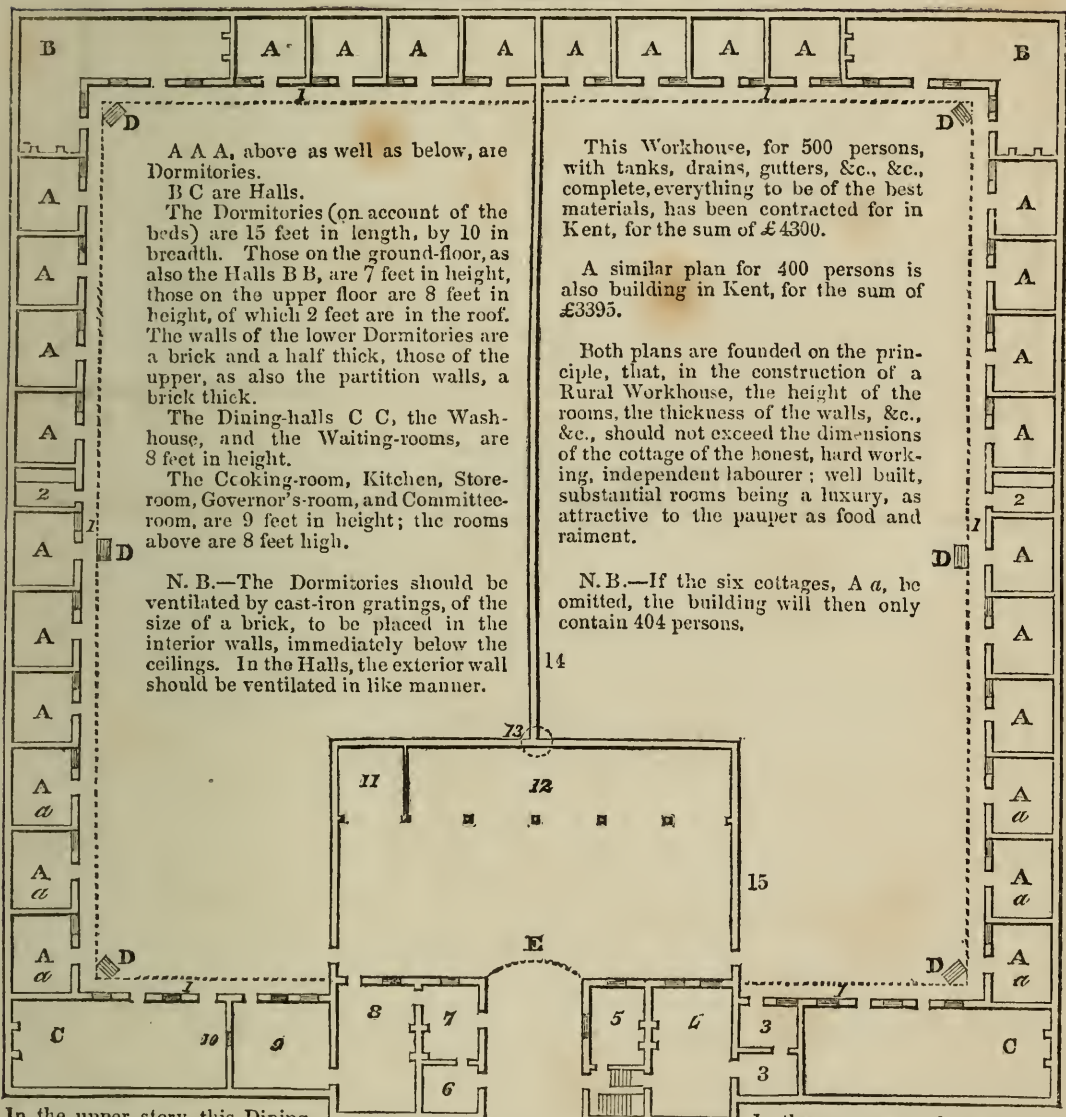 B A A A A A A A A B
1 1
D D
A A A, above as well as below, are
Dormitories.
B C are Halls.
The Dormitories (on account of the
beds) are 15 feet in length, by 10 in
breadth. Those on the ground-floor, as
also the Halls B B, are 7 feet in height,
those on the upper floor are 8 feet in
height, of which 2 feet are in the roof.
The walls of the lower Dormitories are
a brick and a half thick, those of the
upper, as also the partition walls, a
brick thick.
The Dining-halls C C, the Wash-
house, and the Waiting-rooms, are
8 feet in height.
The Cooking-room, Kitchen, Store-
room, Governor's-room, and Committee-
room, are 9 feet in height; the rooms
above are 8 feet high.
N. B.—The Dormitories should be
ventilated by cast-iron gratings, of the
size of a brick, to be placed in the
interior walls, immediately below the
ceilings. In the Halls, the exterior wall
should be ventilated in like manner.
This Workhouse, for 500 persons,
with tanks, drains, gutters, &c., &c.,
complete, everything to be of the best
materials, has been contracted for in
Kent, for the sum of £4300.
A similar plan for 400 persons is
also building in Kent, for the sum of
£3395.
Both plans are founded on the prin-
ciple, that, in the construction of a
Rural Workhouse, the height of the
rooms, the thickness of the walls, &c.,
&c., should not exceed the dimensions
of the cottage of the honest, hard work-
ing, independent labourer; well built,
substantial rooms being a luxury, as
attractive to the pauper as food and
raiment.
N. B.—If the six cottages, A a, be
omitted, the building will then only
contain 404 persons.
A A
A A
A A
A A
2 2
1 1
A D D A
A A
A A
14
13
A a A a
11 12
A a A a
15
A a A a
D E D
1 1
C 10 9 8 7 6 5 4 3 3 C
In the upper story, this Dining-